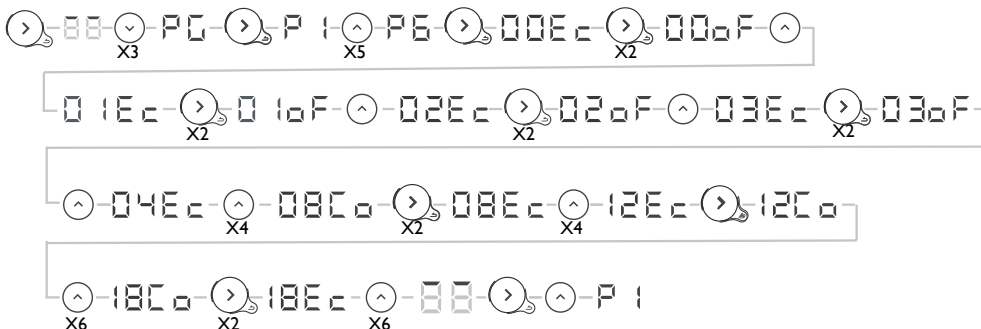 88 PG P1 P6 00Ec 00oF
X3 X5 X2
01Ec 01oF 02Ec 02oF 03Ec 03oF
X2 X2 X2
04Ec 08Co 08Ec 12Ec 12Co
X4 X2 X4
18Co 18Ec 88 P1
X6 X2 X6